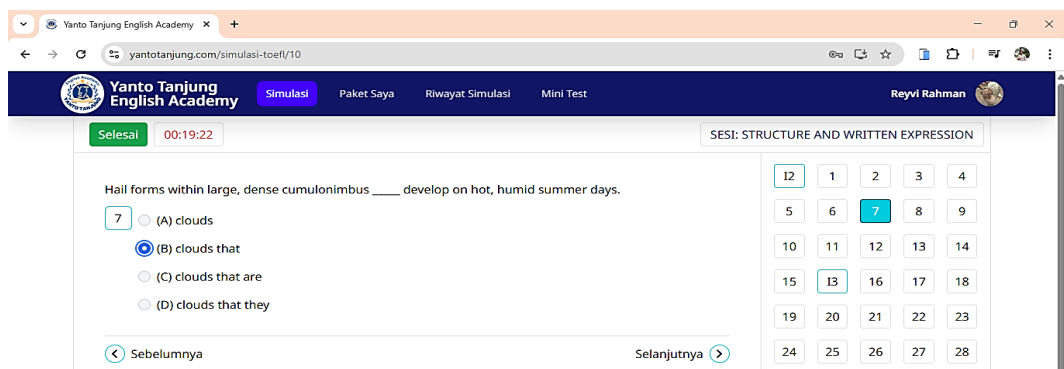 Yanto Tanjung English Academy
yantotanjung.com/simulasi-toefl/10
Yanto Tanjung
English Academy
Simulasi
Paket Saya
Riwayat Simulasi
Mini Test
Reyvi Rahman
Selesai
00:19:22
SESI: STRUCTURE AND WRITTEN EXPRESSION
Hail forms within large, dense cumulonimbus _____ develop on hot, humid summer days.
7
(A) clouds
(B) clouds that
(C) clouds that are
(D) clouds that they
Sebelumnya
Selanjutnya
I2 1 2 3 4
5 6 7 8 9
10 11 12 13 14
15 I3 16 17 18
19 20 21 22 23
24 25 26 27 28